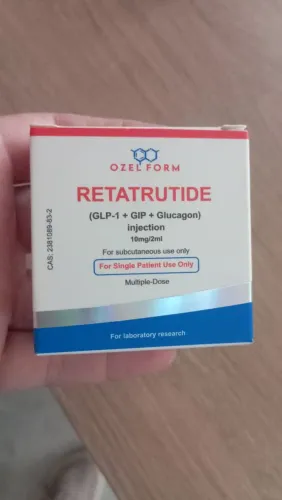 OZEL FORM
RETATRUTIDE
(GLP-1 + GIP + Glucagon)
injection
10mg/2ml
For subcutaneous use only
For Single Patient Use Only
Multiple-Dose
For laboratory research
CAS: 2381089-83-2